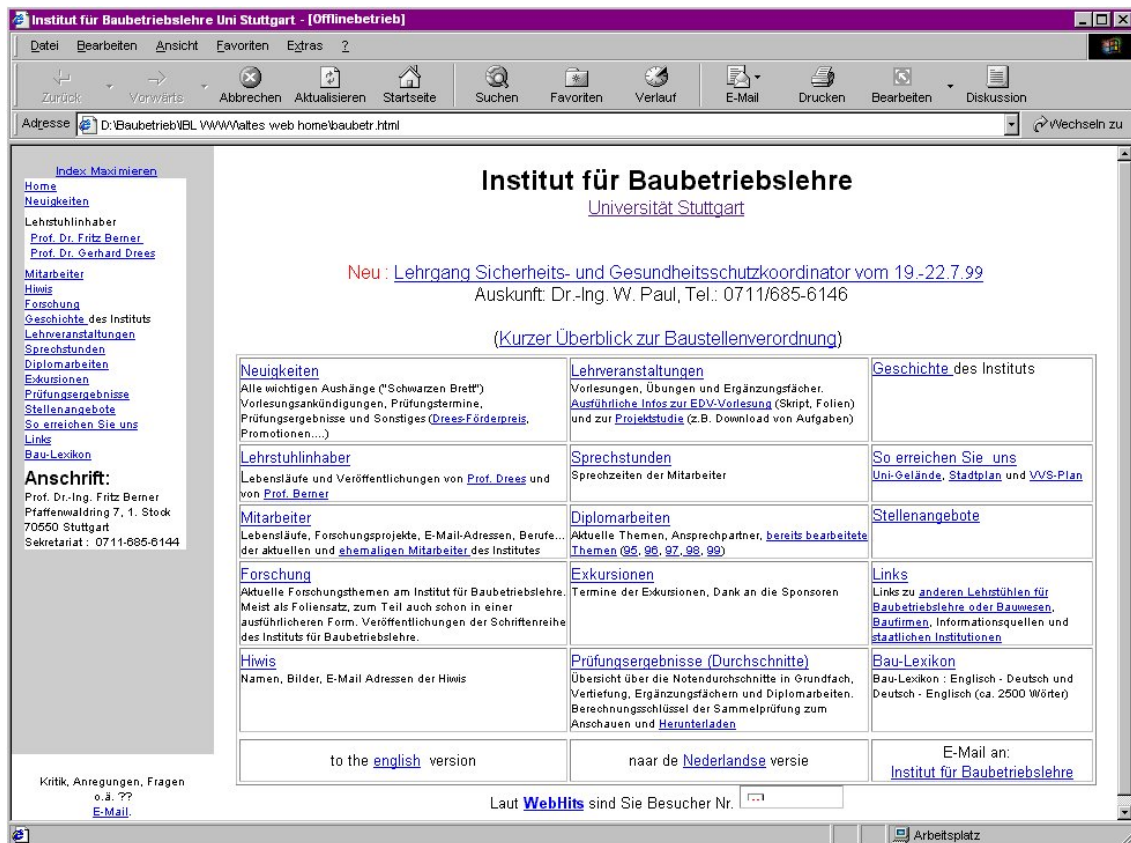 Institut für Baubetriebslehre Uni Stuttgart - [Offlinebetrieb]
Datei Bearbeiten Ansicht Favoriten Extras ?
Zurück Vorwärts Abbrechen Aktualisieren Startseite Suchen Favoriten Verlauf E-Mail Drucken Bearbeiten Diskussion
Adresse D:\Baubetrieb\IBL WWW\altes web home\baubetr.html Wechseln zu
Index Maximieren
Home
Neuigkeiten
Lehrstuhlinhaber
Prof. Dr. Fritz Berner
Prof. Dr. Gerhard Drees
Mitarbeiter
Hiwis
Forschung
Geschichte des Instituts
Lehrveranstaltungen
Sprechstunden
Diplomarbeiten
Exkursionen
Prüfungsergebnisse
Stellenangebote
So erreichen Sie uns
Links
Bau-Lexikon
Anschrift:
Prof. Dr.-Ing. Fritz Berner
Pfaffenwaldring 7, 1. Stock
70550 Stuttgart
Sekretariat : 0711-685-6144
Kritik, Anregungen, Fragen
o.ä. ??
E-Mail.
Institut für Baubetriebslehre
Universität Stuttgart
Neu : Lehrgang Sicherheits- und Gesundheitsschutzkoordinator vom 19.-22.7.99
Auskunft: Dr.-Ing. W. Paul, Tel.: 0711/685-6146
(Kurzer Überblick zur Baustellenverordnung)
Neuigkeiten
Alle wichtigen Aushänge ("Schwarzen Brett")
Vorlesungsankündigungen, Prüfungstermine,
Prüfungsergebnisse und Sonstiges (Drees-Förderpreis,
Promotionen....)
Lehrveranstaltungen
Vorlesungen, Übungen und Ergänzungsfächer.
Ausführliche Infos zur EDV-Vorlesung (Skript, Folien)
und zur Projektstudie (z.B. Download von Aufgaben)
Geschichte des Instituts
Lehrstuhlinhaber
Lebensläufe und Veröffentlichungen von Prof. Drees und
von Prof. Berner
Sprechstunden
Sprechzeiten der Mitarbeiter
So erreichen Sie uns
Uni-Gelände, Stadtplan und VVS-Plan
Mitarbeiter
Lebensläufe, Forschungsprojekte, E-Mail-Adressen, Berufe...
der aktuellen und ehemaligen Mitarbeiter des Institutes
Diplomarbeiten
Aktuelle Themen, Ansprechpartner, bereits bearbeitete
Themen (95, 96, 97, 98, 99)
Stellenangebote
Forschung
Aktuelle Forschungsthemen am Institut für Baubetriebslehre.
Meist als Foliensatz, zum Teil auch schon in einer
ausführlicheren Form. Veröffentlichungen der Schriftenreihe
des Instituts für Baubetriebslehre.
Exkursionen
Termine der Exkursionen, Dank an die Sponsoren
Links
Links zu anderen Lehrstühlen für
Baubetriebslehre oder Bauwesen,
Baufirmen, Informationsquellen und
staatlichen Institutionen
Hiwis
Namen, Bilder, E-Mail Adressen der Hiwis
Prüfungsergebnisse (Durchschnitte)
Übersicht über die Notendurchschnitte in Grundfach,
Vertiefung, Ergänzungsfächern und Diplomarbeiten.
Berechnungsschlüssel der Sammelprüfung zum
Anschauen und Herunterladen
Bau-Lexikon
Bau-Lexikon : Englisch - Deutsch und
Deutsch - Englisch (ca. 2500 Wörter)
to the english version
naar de Nederlandse versie
E-Mail an:
Institut für Baubetriebslehre
Laut WebHits sind Sie Besucher Nr.
Arbeitsplatz